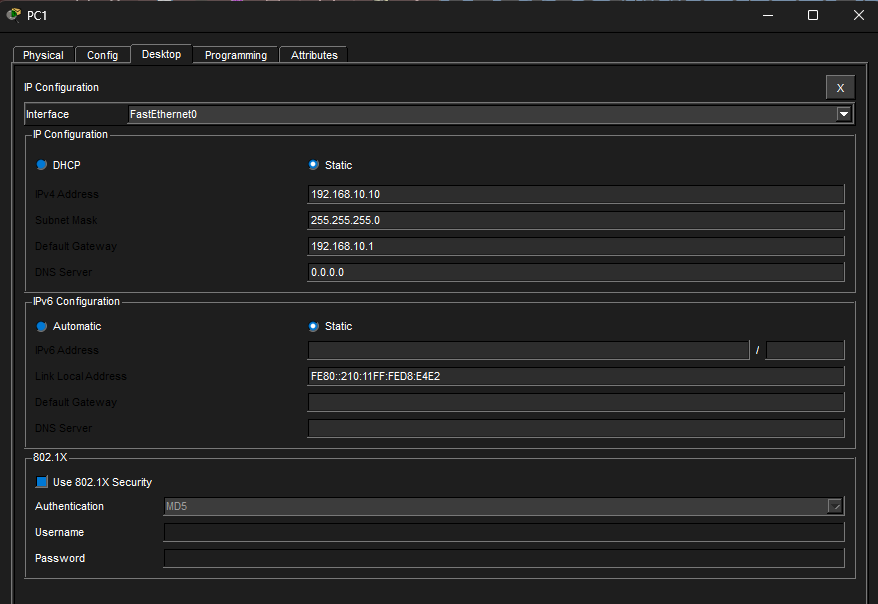 PC1
Physical Config Desktop Programming Attributes
IP Configuration X
Interface FastEthernet0
IP Configuration
DHCP Static
IPv4 Address 192.168.10.10
Subnet Mask 255.255.255.0
Default Gateway 192.168.10.1
DNS Server 0.0.0.0
IPv6 Configuration
Automatic Static
IPv6 Address /
Link Local Address FE80::210:11FF:FED8:E4E2
Default Gateway
DNS Server
802.1X
Use 802.1X Security
Authentication MD5
Username
Password